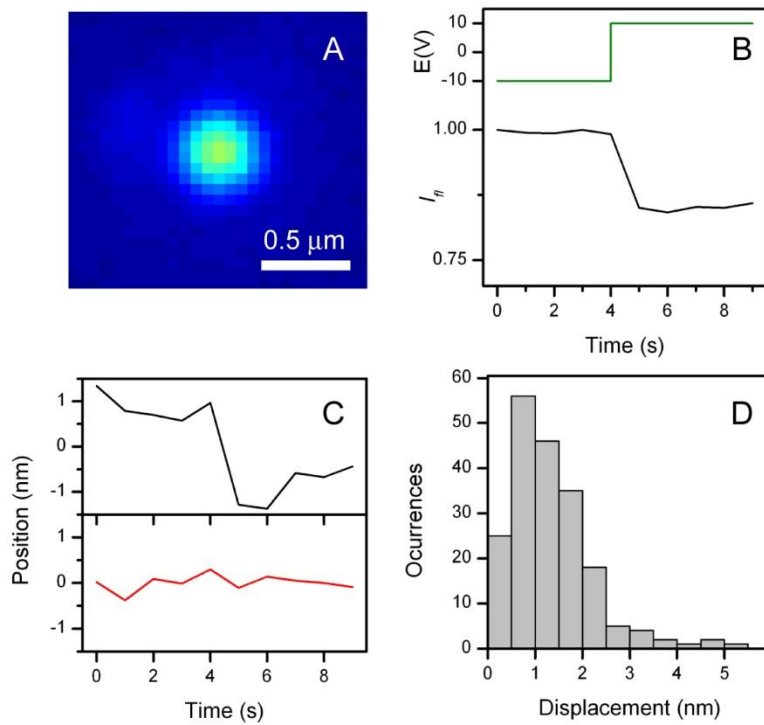 A
0.5 μm
B
E(V)
10
0
-10
I_fl
1.00
0.75
0 2 4 6 8
Time (s)
C
Position (nm)
1
0
-1
1
0
-1
0 2 4 6 8
Time (s)
D
Ocurrences
60
50
40
30
20
10
0
0 1 2 3 4 5
Displacement (nm)